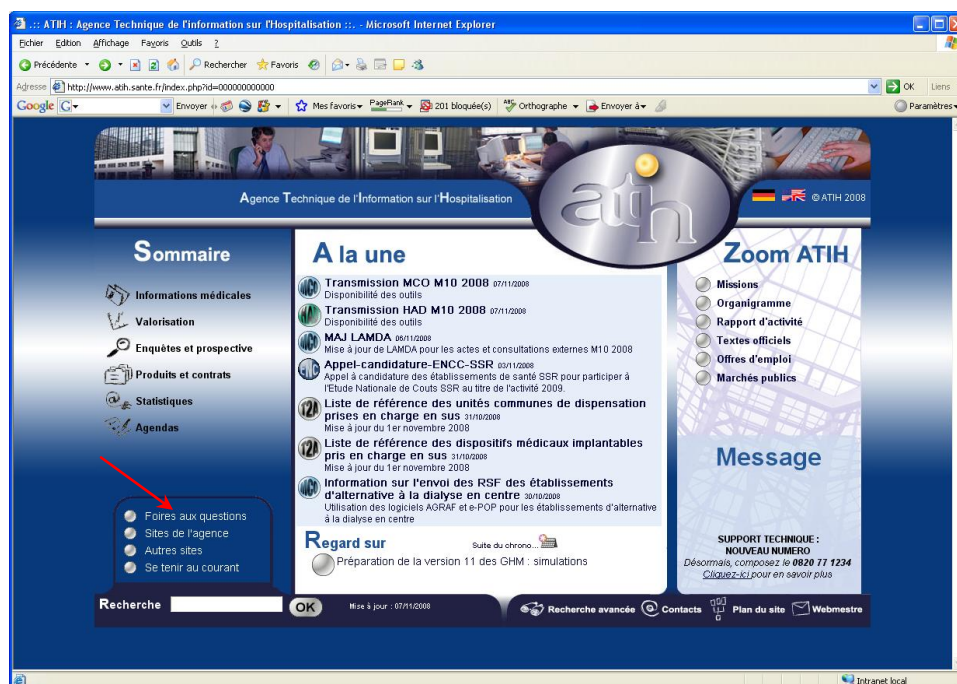 .:: ATIH : Agence Technique de l'information sur l'Hospitalisation ::. - Microsoft Internet Explorer
Fichier Edition Affichage Favoris Outils ?
Précédente Rechercher Favoris
Adresse http://www.atih.sante.fr/index.php?id=000000000000 OK Liens
Google G Envoyer Mes favoris PageRank 201 bloquée(s) Orthographe Envoyer à Paramètres
Agence Technique de l'Information sur l'Hospitalisation
atih
© ATIH 2008
Sommaire
Informations médicales
Valorisation
Enquêtes et prospective
Produits et contrats
Statistiques
Agendas
Foires aux questions
Sites de l'agence
Autres sites
Se tenir au courant
A la une
Transmission MCO M10 2008 07/11/2008
Disponibilité des outils
Transmission HAD M10 2008 07/11/2008
Disponibilité des outils
MAJ LAMDA 06/11/2008
Mise à jour de LAMDA pour les actes et consultations externes M10 2008
Appel-candidature-ENCC-SSR 03/11/2008
Appel à candidature des établissements de santé SSR pour participer à
l'Etude Nationale de Couts SSR au titre de l'activité 2009.
Liste de référence des unités communes de dispensation
prises en charge en sus 31/10/2008
Mise à jour du 1er novembre 2008
Liste de référence des dispositifs médicaux implantables
pris en charge en sus 31/10/2008
Mise à jour du 1er novembre 2008
Information sur l'envoi des RSF des établissements
d'alternative à la dialyse en centre 30/10/2008
Utilisation des logiciels AGRAF et e-POP pour les établissements d'alternative
à la dialyse en centre
Regard sur
Suite du chrono...
Préparation de la version 11 des GHM : simulations
Zoom ATIH
Missions
Organigramme
Rapport d'activité
Textes officiels
Offres d'emploi
Marchés publics
Message
SUPPORT TECHNIQUE :
NOUVEAU NUMERO
Désormais, composez le 0820 77 1234
Cliquez-ici pour en savoir plus
Recherche OK Mise à jour : 07/11/2008 Recherche avancée Contacts Plan du site Webmestre
Intranet local